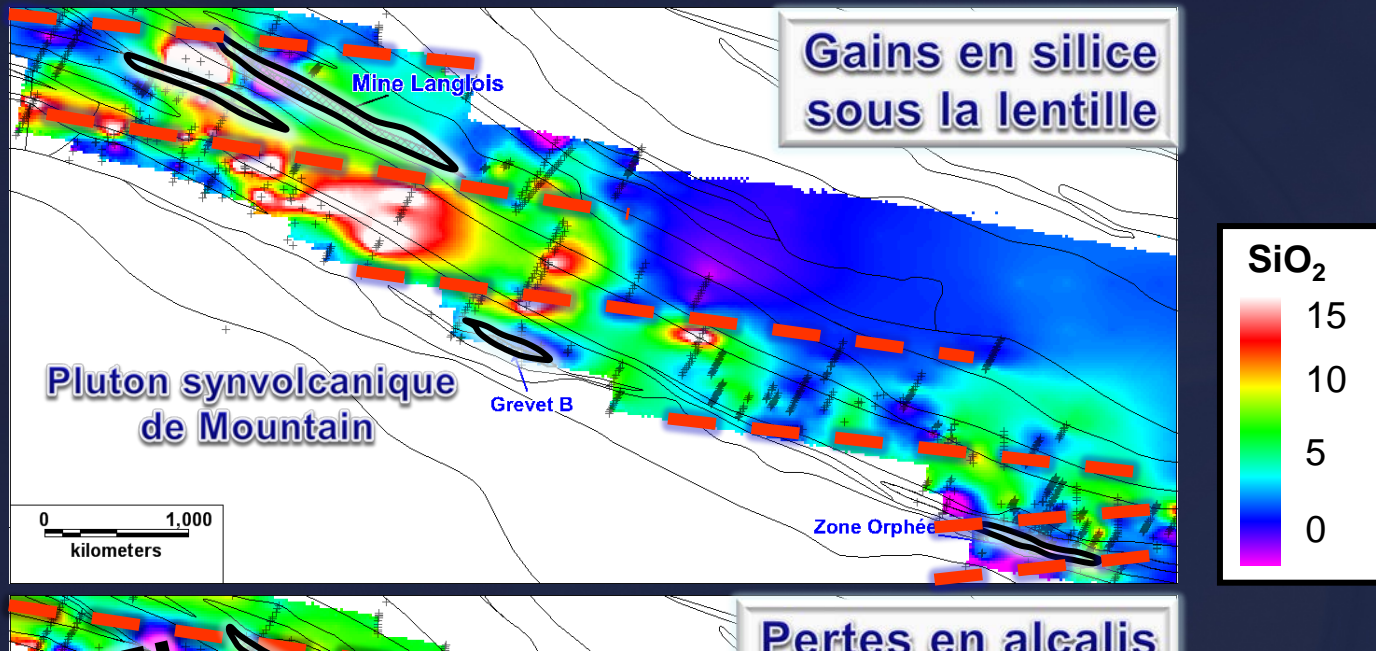 Gains en silice
sous la lentille
Mine Langlois
SiO2
15
10
5
0
Pluton synvolcanique
de Mountain
Grevet B
Zone Orphée
0 1,000
kilometers
Pertes en alcalis